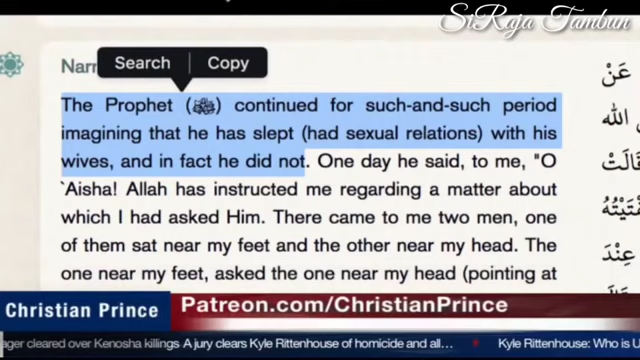 SiRaja Tambun
Narr
Search Copy
The Prophet (ﷺ) continued for such-and-such period
imagining that he has slept (had sexual relations) with his
wives, and in fact he did not. One day he said, to me, "O
`Aisha! Allah has instructed me regarding a matter about
which I had asked Him. There came to me two men, one
of them sat near my feet and the other near my head. The
one near my feet, asked the one near my head (pointing at
عَنْ
الله
قَالَتْ
فْتَيْتُهُ
عِنْدَ
Christian Prince
Patreon.com/ChristianPrince
ager cleared over Kenosha killings A jury clears Kyle Rittenhouse of homicide and all... Kyle Rittenhouse: Who is U